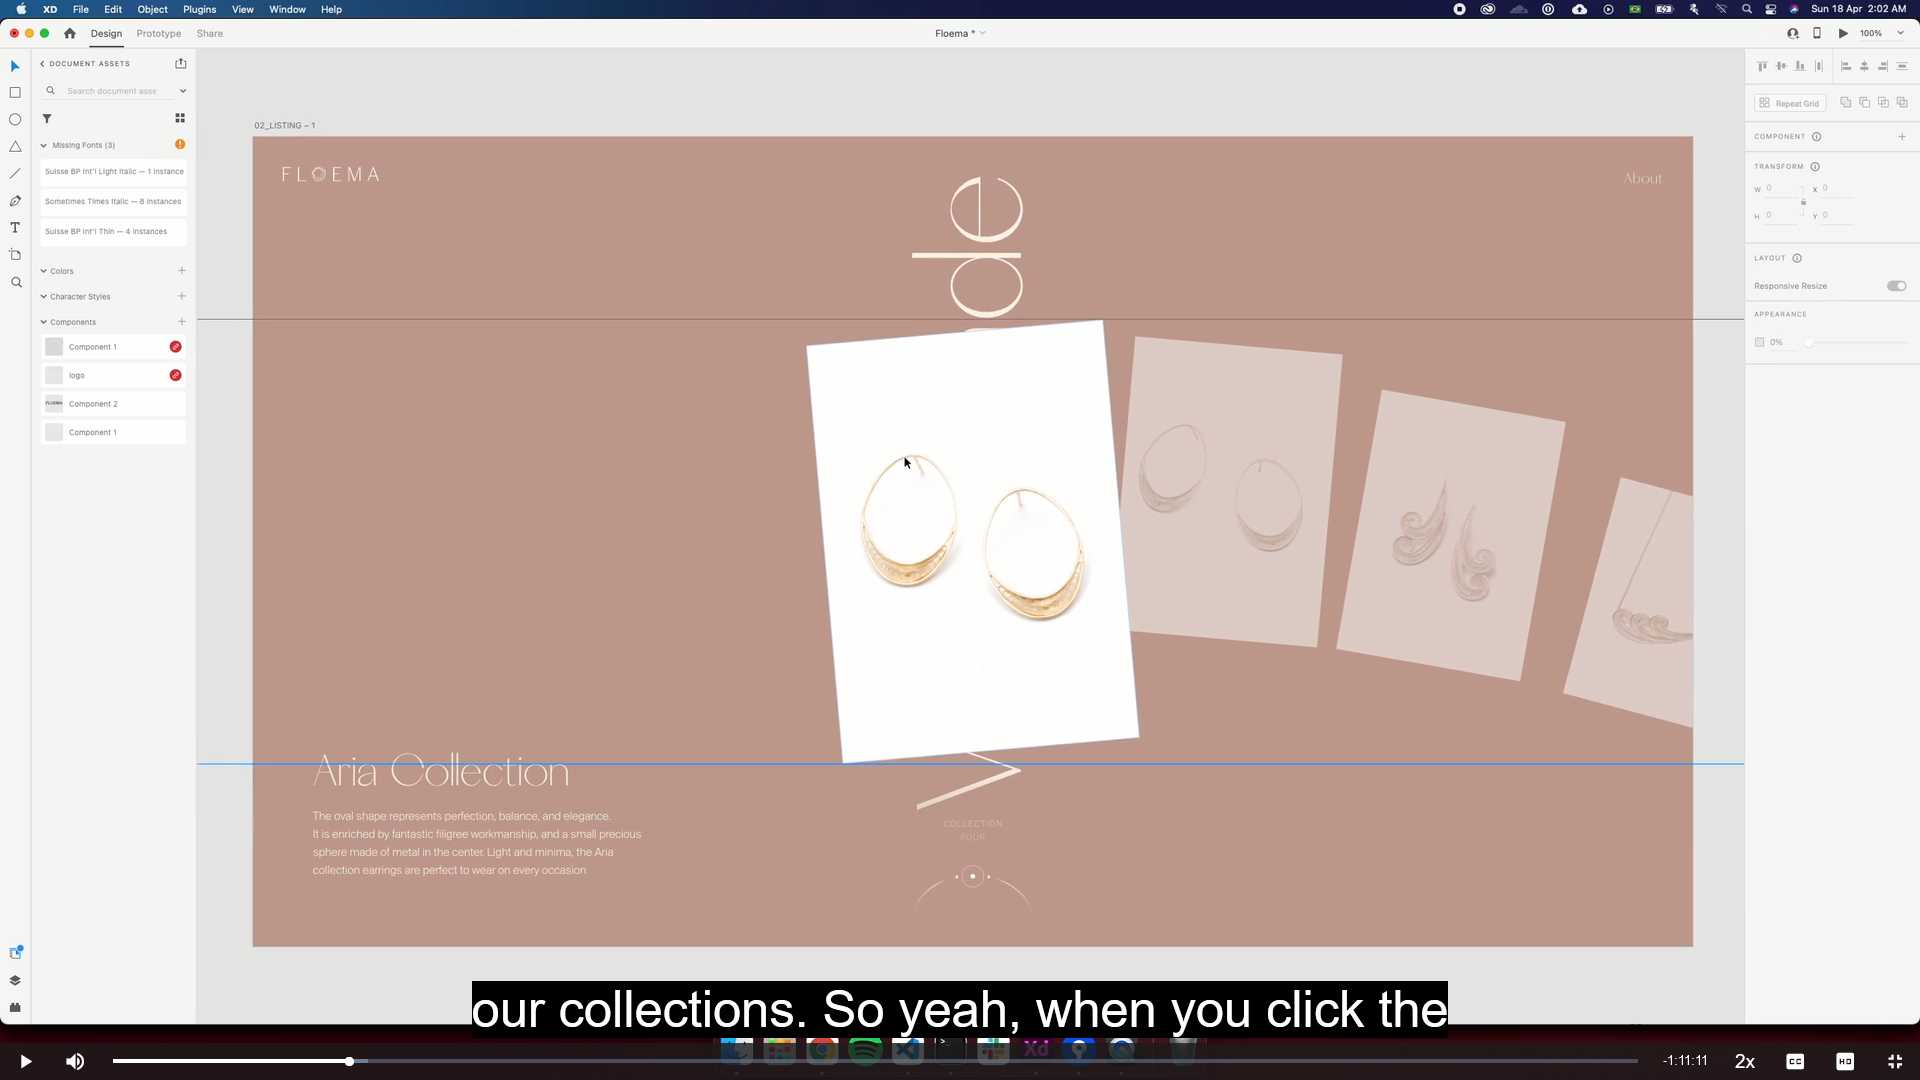 XD File Edit Object Plugins View Window Help
Sun 18 Apr 2:02 AM
Design Prototype Share
Floema *
100%
DOCUMENT ASSETS
Search document asse
Missing Fonts (3)
Suisse BP Int'l Light Italic — 1 instance
Sometimes Times Italic — 8 instances
Suisse BP Int'l Thin — 4 instances
Colors
Character Styles
Components
Component 1
logo
FLOEMA Component 2
Component 1
02_LISTING – 1
FLOEMA
About
Aria Collection
The oval shape represents perfection, balance, and elegance.
It is enriched by fantastic filigree workmanship, and a small precious
sphere made of metal in the center. Light and minima, the Aria
collection earrings are perfect to wear on every occasion
COLLECTION
FOUR
Repeat Grid
COMPONENT
TRANSFORM
W 0 X 0
H 0 Y 0
LAYOUT
Responsive Resize
APPEARANCE
0%
our collections. So yeah, when you click the
Xd
-1:11:11
2x
CC
HD